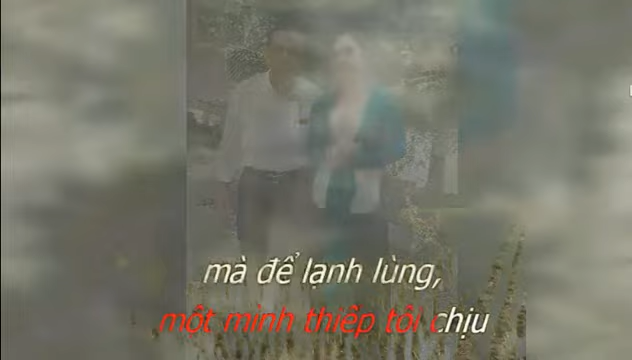 mà để lạnh lùng,
một mình thiếp tôi chịu